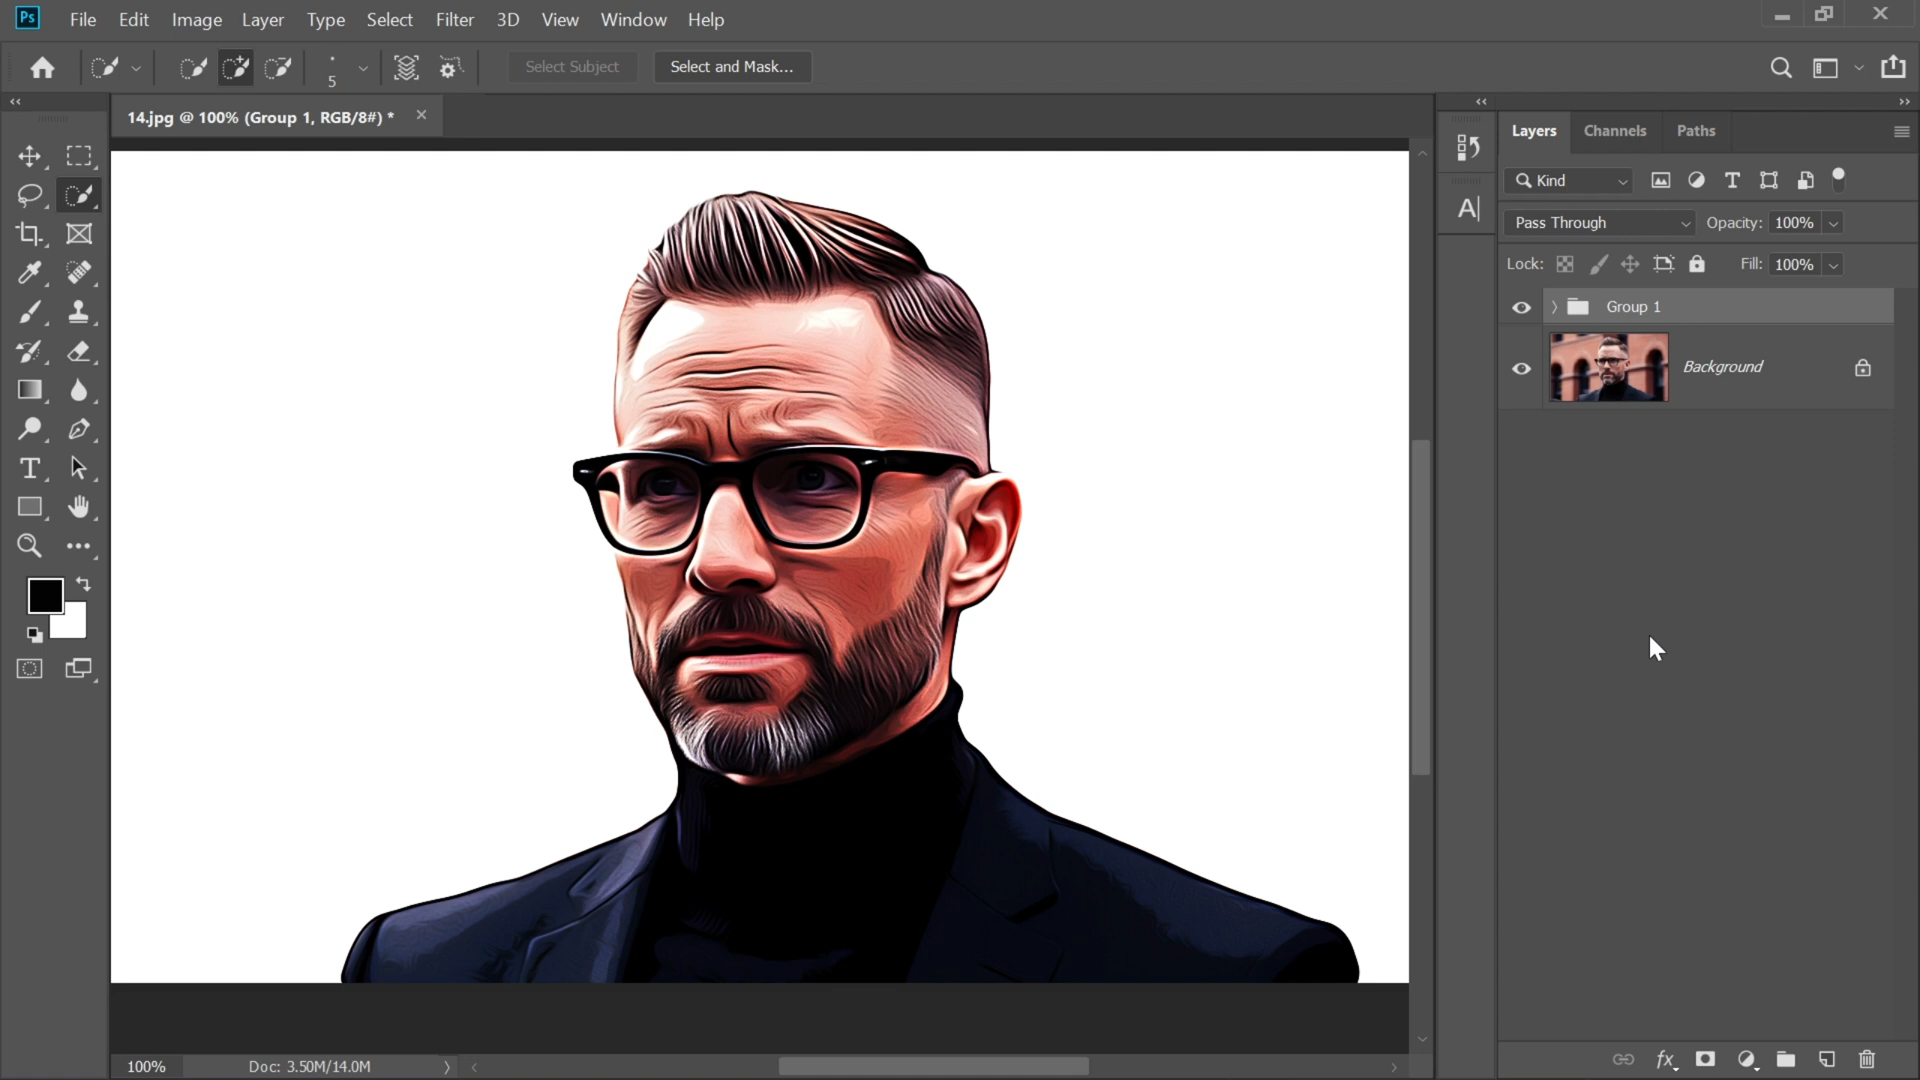 Ps File Edit Image Layer Type Select Filter 3D View Window Help
5 Select Subject Select and Mask...
14.jpg @ 100% (Group 1, RGB/8#) *
Layers Channels Paths
Kind
Pass Through Opacity: 100%
Lock: Fill: 100%
Group 1
Background
100% Doc: 3.50M/14.0M
fx